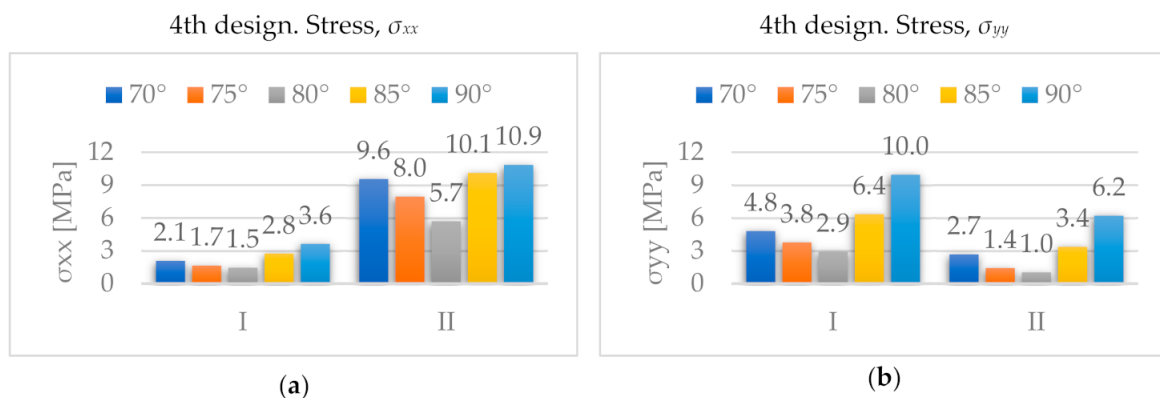 4th design. Stress, σxx
70° 75° 80° 85° 90°
σxx [MPa]
12
9
6
3
0
2.1 1.7 1.5 2.8 3.6
9.6 8.0 5.7 10.1 10.9
I II
(a)
4th design. Stress, σyy
70° 75° 80° 85° 90°
σyy [MPa]
12
9
6
3
0
4.8 3.8 2.9 6.4 10.0
2.7 1.4 1.0 3.4 6.2
I II
(b)